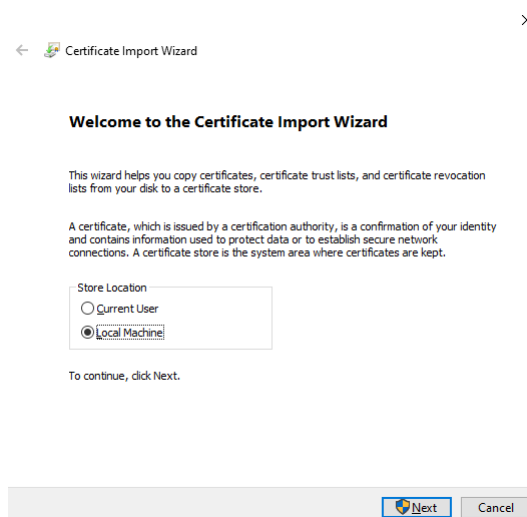 Certificate Import Wizard
Welcome to the Certificate Import Wizard
This wizard helps you copy certificates, certificate trust lists, and certificate revocation
lists from your disk to a certificate store.
A certificate, which is issued by a certification authority, is a confirmation of your identity
and contains information used to protect data or to establish secure network
connections. A certificate store is the system area where certificates are kept.
Store Location
Current User
Local Machine
To continue, click Next.
Next Cancel